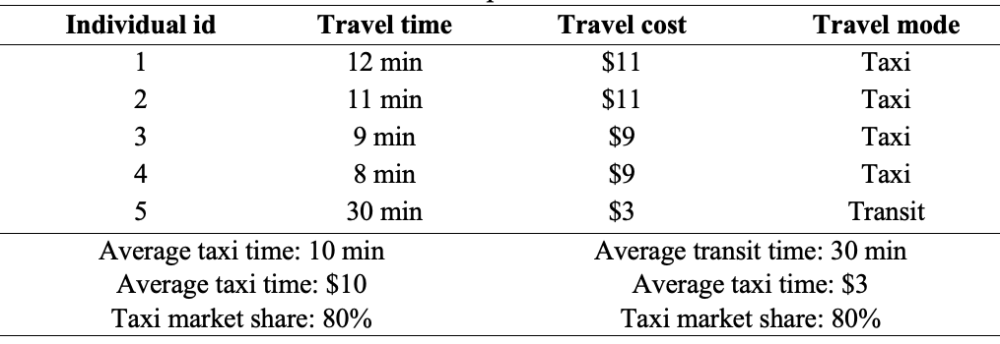 Individual id Travel time Travel cost Travel mode
1 12 min $11 Taxi
2 11 min $11 Taxi
3 9 min $9 Taxi
4 8 min $9 Taxi
5 30 min $3 Transit
Average taxi time: 10 min Average transit time: 30 min
Average taxi time: $10 Average taxi time: $3
Taxi market share: 80% Taxi market share: 80%